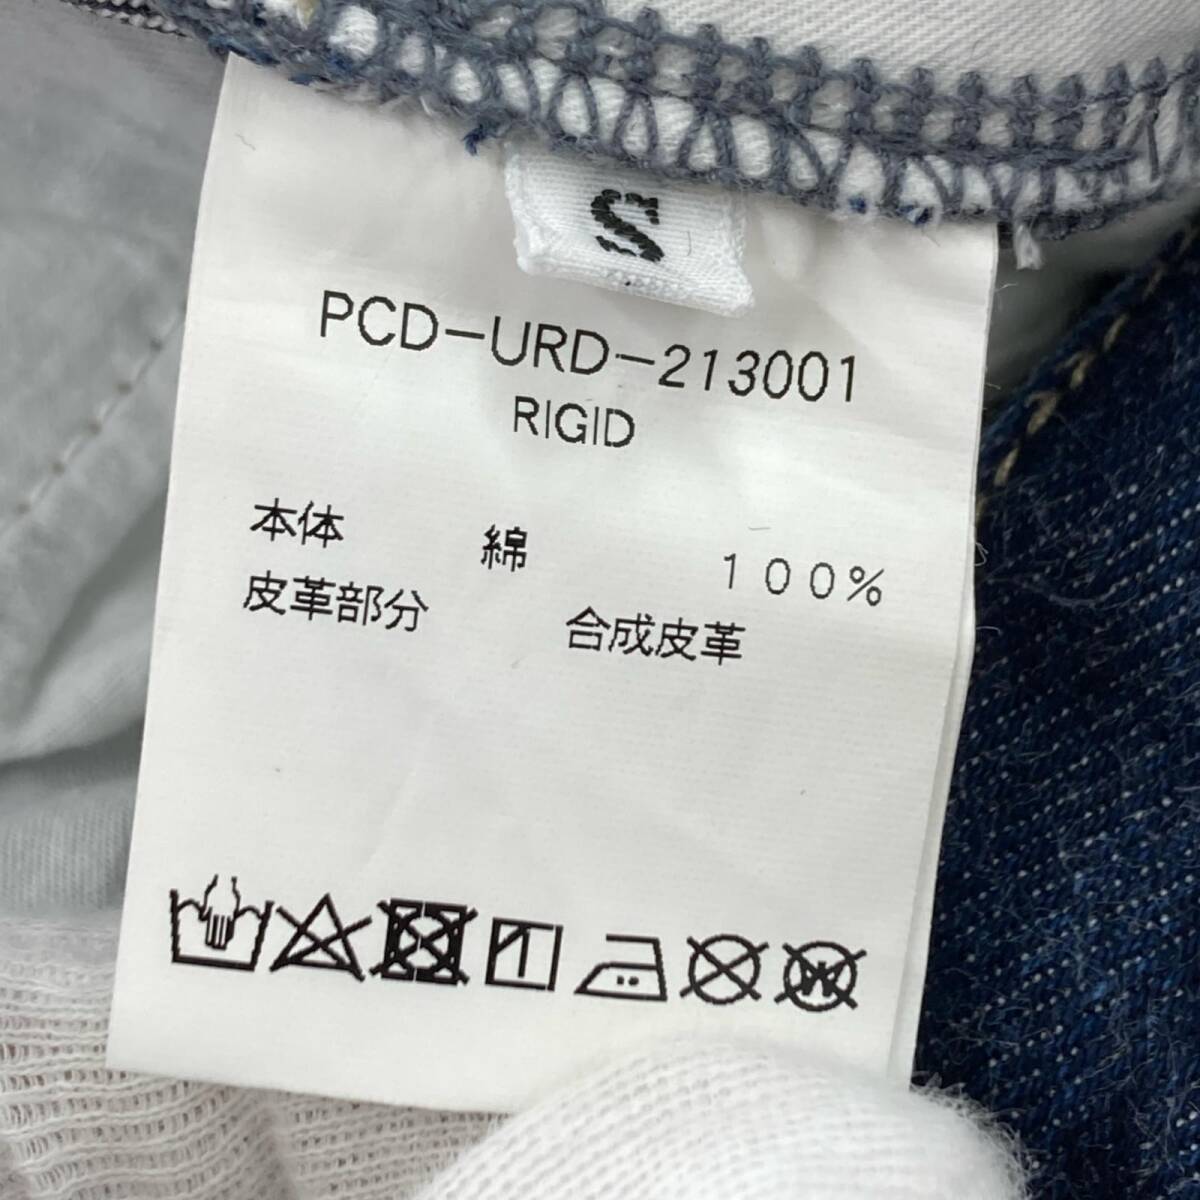 S
PCD-URD-213001
RIGID
本体 綿 100%
皮革部分 合成皮革
W